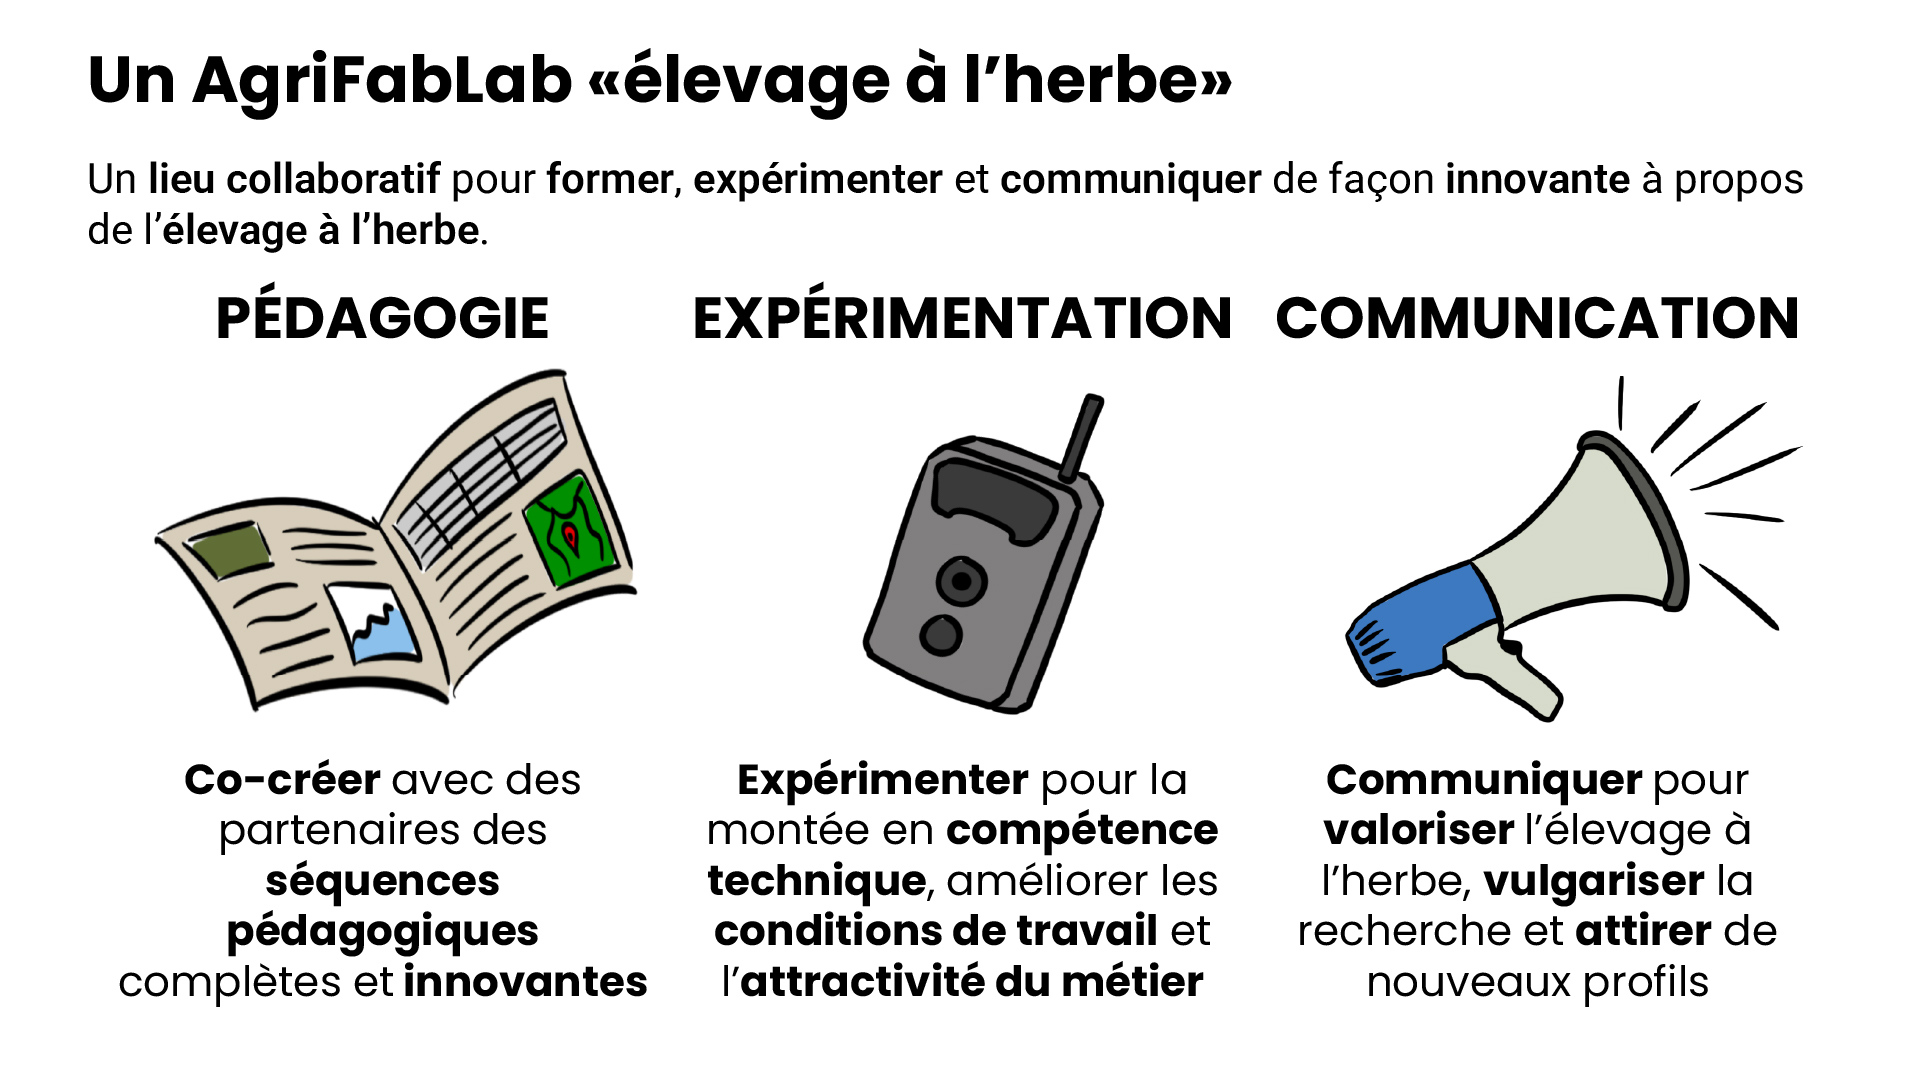 Un AgriFabLab «élevage à l’herbe»
Un lieu collaboratif pour former, expérimenter et communiquer de façon innovante à propos
de l’élevage à l’herbe.
PÉDAGOGIE
Co-créer avec des
partenaires des
séquences
pédagogiques
complètes et innovantes
EXPÉRIMENTATION
Expérimenter pour la
montée en compétence
technique, améliorer les
conditions de travail et
l’attractivité du métier
COMMUNICATION
Communiquer pour
valoriser l’élevage à
l’herbe, vulgariser la
recherche et attirer de
nouveaux profils